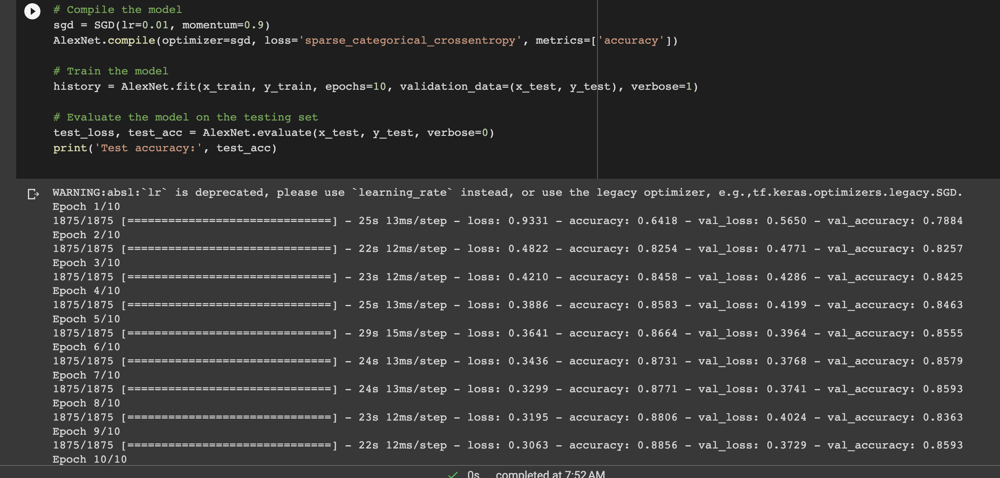 # Compile the model
sgd = SGD(lr=0.01, momentum=0.9)
AlexNet.compile(optimizer=sgd, loss='sparse_categorical_crossentropy', metrics=['accuracy'])
# Train the model
history = AlexNet.fit(x_train, y_train, epochs=10, validation_data=(x_test, y_test), verbose=1)
# Evaluate the model on the testing set
test_loss, test_acc = AlexNet.evaluate(x_test, y_test, verbose=0)
print('Test accuracy:', test_acc)
WARNING:absl:`lr` is deprecated, please use `learning_rate` instead, or use the legacy optimizer, e.g.,tf.keras.optimizers.legacy.SGD.
Epoch 1/10
1875/1875 [==============================] - 25s 13ms/step - loss: 0.9331 - accuracy: 0.6418 - val_loss: 0.5650 - val_accuracy: 0.7884
Epoch 2/10
1875/1875 [==============================] - 22s 12ms/step - loss: 0.4822 - accuracy: 0.8254 - val_loss: 0.4771 - val_accuracy: 0.8257
Epoch 3/10
1875/1875 [==============================] - 23s 12ms/step - loss: 0.4210 - accuracy: 0.8458 - val_loss: 0.4286 - val_accuracy: 0.8425
Epoch 4/10
1875/1875 [==============================] - 25s 13ms/step - loss: 0.3886 - accuracy: 0.8583 - val_loss: 0.4199 - val_accuracy: 0.8463
Epoch 5/10
1875/1875 [==============================] - 29s 15ms/step - loss: 0.3641 - accuracy: 0.8664 - val_loss: 0.3964 - val_accuracy: 0.8555
Epoch 6/10
1875/1875 [==============================] - 24s 13ms/step - loss: 0.3436 - accuracy: 0.8731 - val_loss: 0.3768 - val_accuracy: 0.8579
Epoch 7/10
1875/1875 [==============================] - 24s 13ms/step - loss: 0.3299 - accuracy: 0.8771 - val_loss: 0.3741 - val_accuracy: 0.8593
Epoch 8/10
1875/1875 [==============================] - 23s 12ms/step - loss: 0.3195 - accuracy: 0.8806 - val_loss: 0.4024 - val_accuracy: 0.8363
Epoch 9/10
1875/1875 [==============================] - 22s 12ms/step - loss: 0.3063 - accuracy: 0.8856 - val_loss: 0.3729 - val_accuracy: 0.8593
Epoch 10/10
0s completed at 7:52 AM